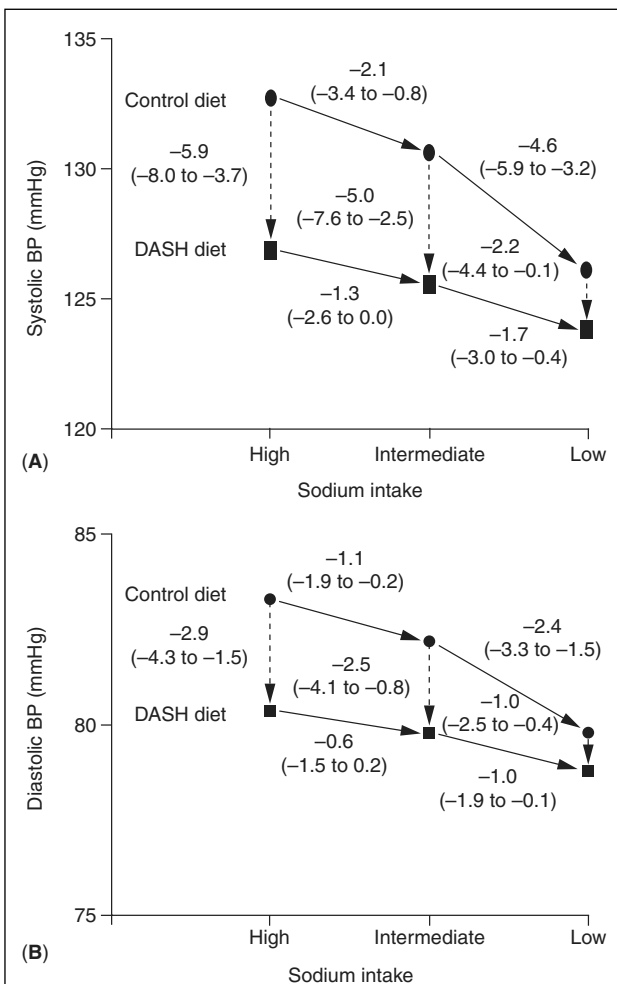 135
−2.1
(−3.4 to −0.8)
Control diet
−4.6
(−5.9 to −3.2)
130
−5.9
(−8.0 to −3.7)
−5.0
(−7.6 to −2.5)
DASH diet
−2.2
(−4.4 to −0.1)
−1.3
(−2.6 to 0.0)
125
−1.7
(−3.0 to −0.4)
Systolic BP (mmHg)
120
(A)
High Intermediate Low
Sodium intake
85
−1.1
(−1.9 to −0.2)
Control diet
−2.4
(−3.3 to −1.5)
−2.9
(−4.3 to −1.5)
−2.5
(−4.1 to −0.8)
DASH diet
−1.0
(−2.5 to −0.4)
80
−0.6
(−1.5 to 0.2)
−1.0
(−1.9 to −0.1)
Diastolic BP (mmHg)
75
(B)
High Intermediate Low
Sodium intake